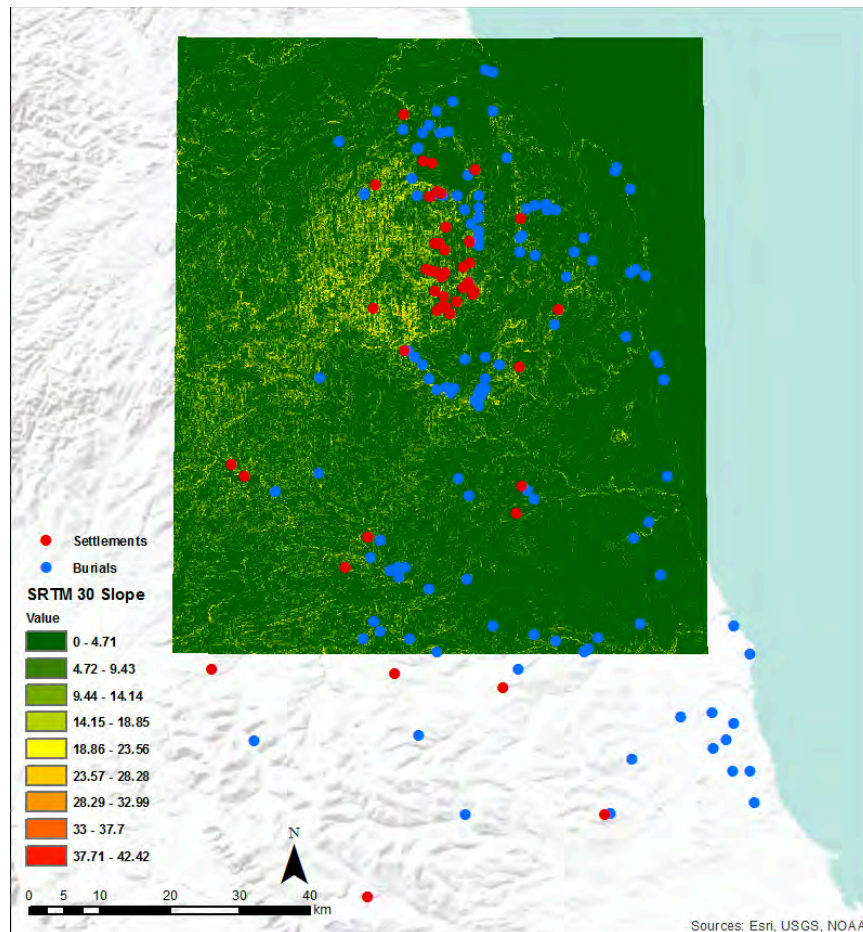 Settlements
Burials
SRTM 30 Slope
Value
0 - 4.71
4.72 - 9.43
9.44 - 14.14
14.15 - 18.85
18.86 - 23.56
23.57 - 28.28
28.29 - 32.99
33 - 37.7
37.71 - 42.42
N
0 5 10 20 30 40
km
Sources: Esri, USGS, NOAA